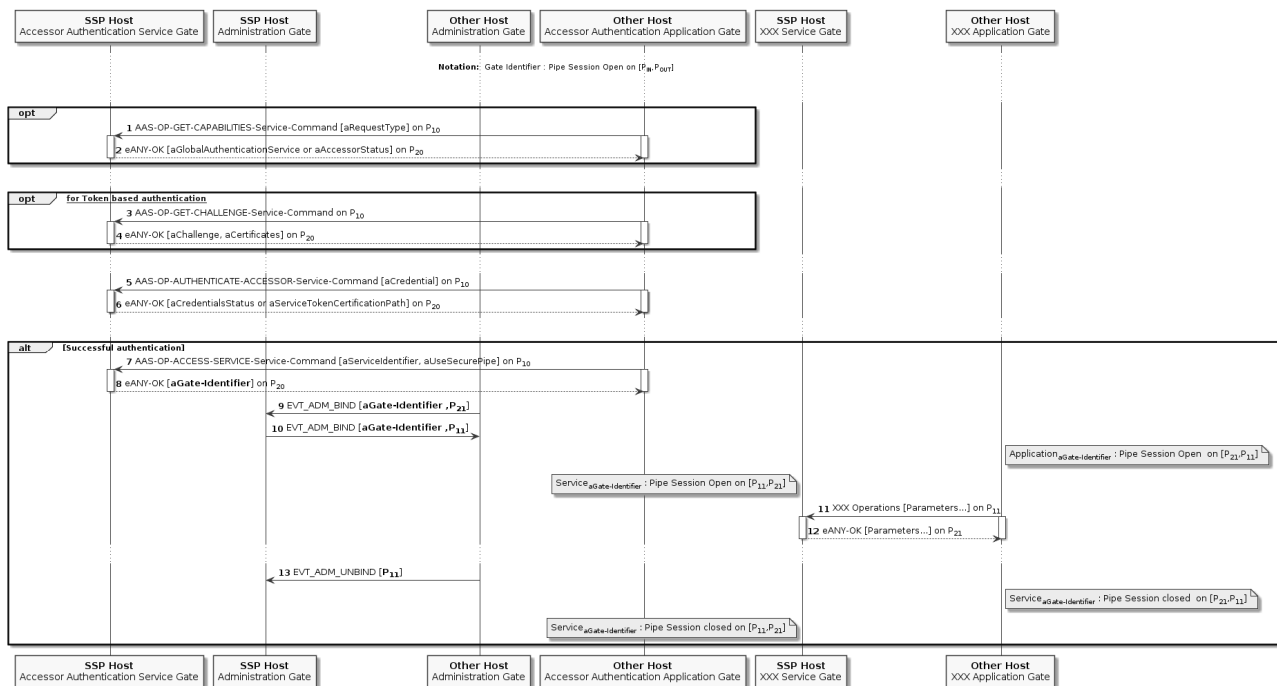 SSP Host
Accessor Authentication Service Gate
SSP Host
Administration Gate
Other Host
Administration Gate
Other Host
Accessor Authentication Application Gate
SSP Host
XXX Service Gate
Other Host
XXX Application Gate
Notation: Gate Identifier : Pipe Session Open on [PIN,POUT]
opt
1 AAS-OP-GET-CAPABILITIES-Service-Command [aRequestType] on P10
2 eANY-OK [aGlobalAuthenticationService or aAccessorStatus] on P20
opt for Token based authentication
3 AAS-OP-GET-CHALLENGE-Service-Command on P10
4 eANY-OK [aChallenge, aCertificates] on P20
5 AAS-OP-AUTHENTICATE-ACCESSOR-Service-Command [aCredential] on P10
6 eANY-OK [aCredentialsStatus or aServiceTokenCertificationPath] on P20
alt [Successful authentication]
7 AAS-OP-ACCESS-SERVICE-Service-Command [aServiceIdentifier, aUseSecurePipe] on P10
8 eANY-OK [aGate-Identifier] on P20
9 EVT_ADM_BIND [aGate-Identifier ,P21]
10 EVT_ADM_BIND [aGate-Identifier ,P11]
Application aGate-Identifier : Pipe Session Open on [P21,P11]
Service aGate-Identifier : Pipe Session Open on [P11,P21]
11 XXX Operations [Parameters...] on P11
12 eANY-OK [Parameters...] on P21
13 EVT_ADM_UNBIND [P11]
Service aGate-Identifier : Pipe Session closed on [P21,P11]
Service aGate-Identifier : Pipe Session closed on [P11,P21]
SSP Host
Accessor Authentication Service Gate
SSP Host
Administration Gate
Other Host
Administration Gate
Other Host
Accessor Authentication Application Gate
SSP Host
XXX Service Gate
Other Host
XXX Application Gate